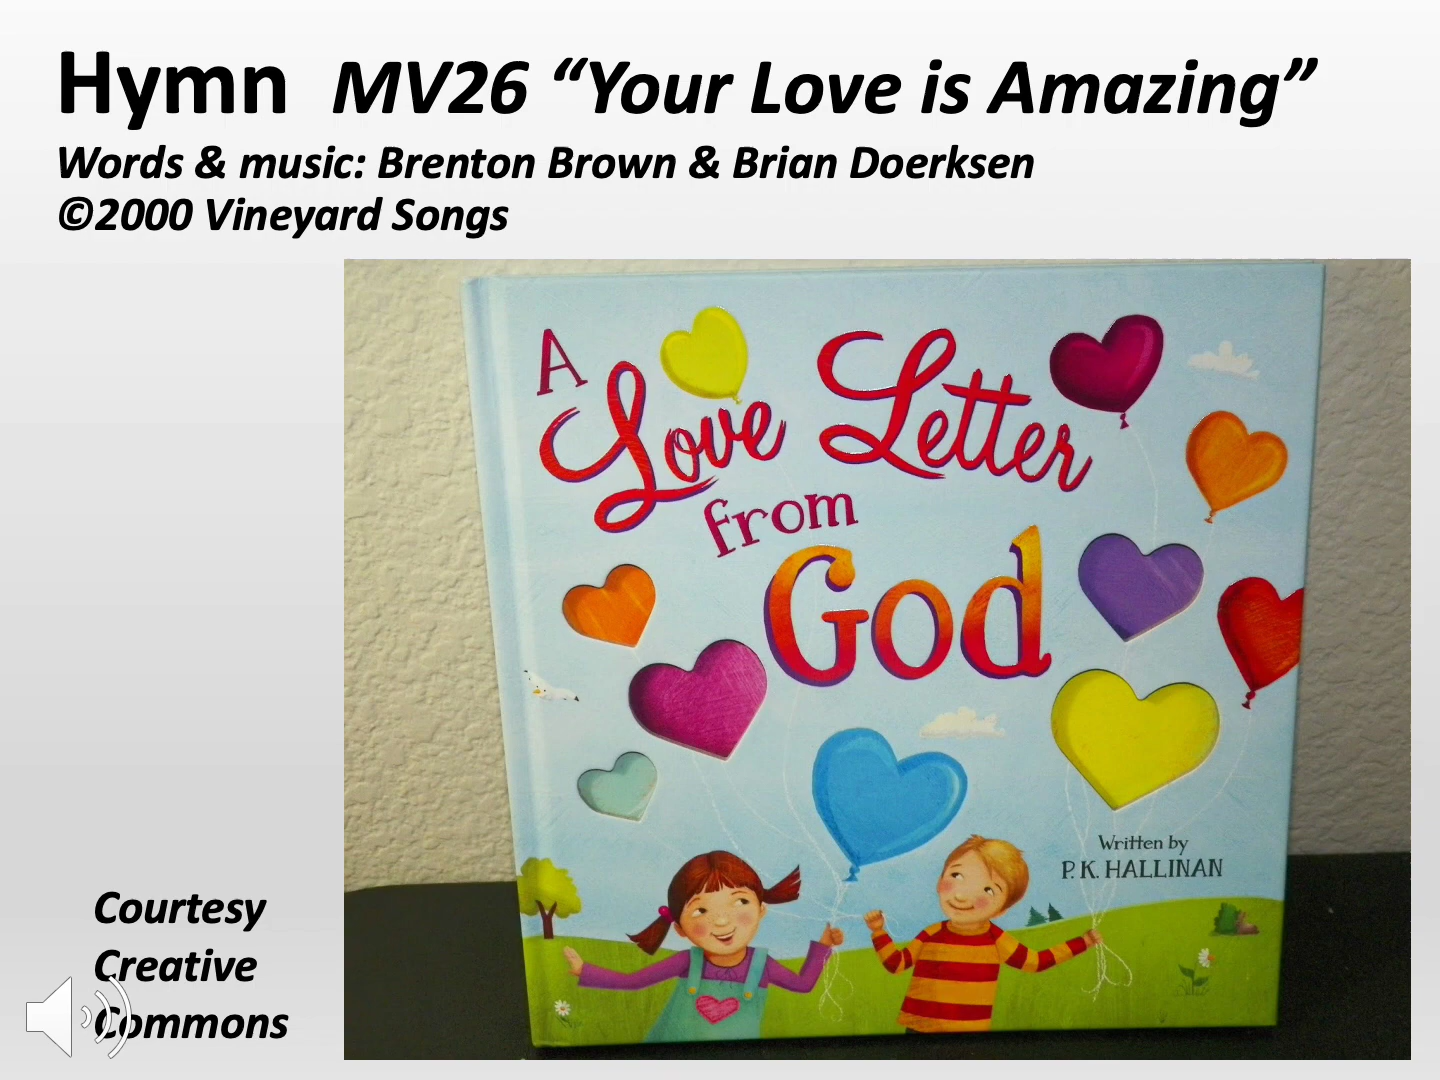 Hymn MV26 “Your Love is Amazing”
Words & music: Brenton Brown & Brian Doerksen
©2000 Vineyard Songs
A
Love Letter
from
God
Written by
P. K. HALLINAN
Courtesy
Creative
Commons